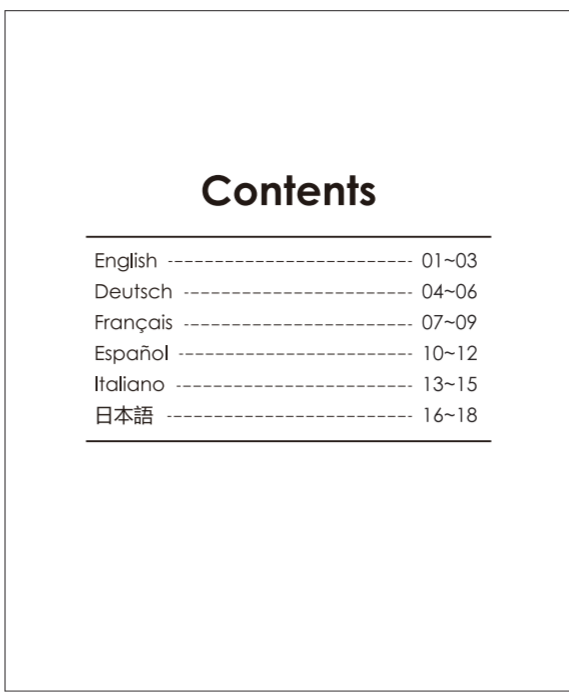 Contents
English ------------------------- 01~03
Deutsch ------------------------ 04~06
Français ------------------------ 07~09
Español ------------------------ 10~12
Italiano ------------------------- 13~15
日本語 ------------------------- 16~18